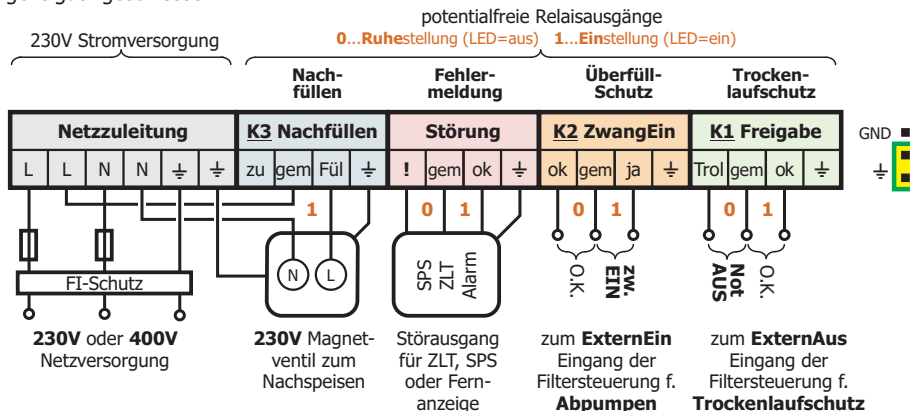 potentialfreie Relaisausgänge
230V Stromversorgung
0...Ruhestellung (LED=aus) 1...Einstellung (LED=ein)
Nach-
füllen
Fehler-
meldung
Überfüll-
Schutz
Trocken-
laufschutz
Netzzuleitung
K3 Nachfüllen
Störung
K2 ZwangEin
K1 Freigabe
GND
L L N N ⏚ ⏚
zu gem Fül ⏚
! gem ok ⏚
ok gem ja ⏚
Trol gem ok ⏚
⏚
1
0 1
0 1
0 1
FI-Schutz
N L
SPS
ZLT
Alarm
O.K.
zw.
EIN
Not
AUS
O.K.
230V oder 400V
Netzversorgung
230V Magnet-
ventil zum
Nachspeisen
Störausgang
für ZLT, SPS
oder Fern-
anzeige
zum ExternEin
Eingang der
Filtersteuerung f.
Abpumpen
zum ExternAus
Eingang der
Filtersteuerung f.
Trockenlaufschutz